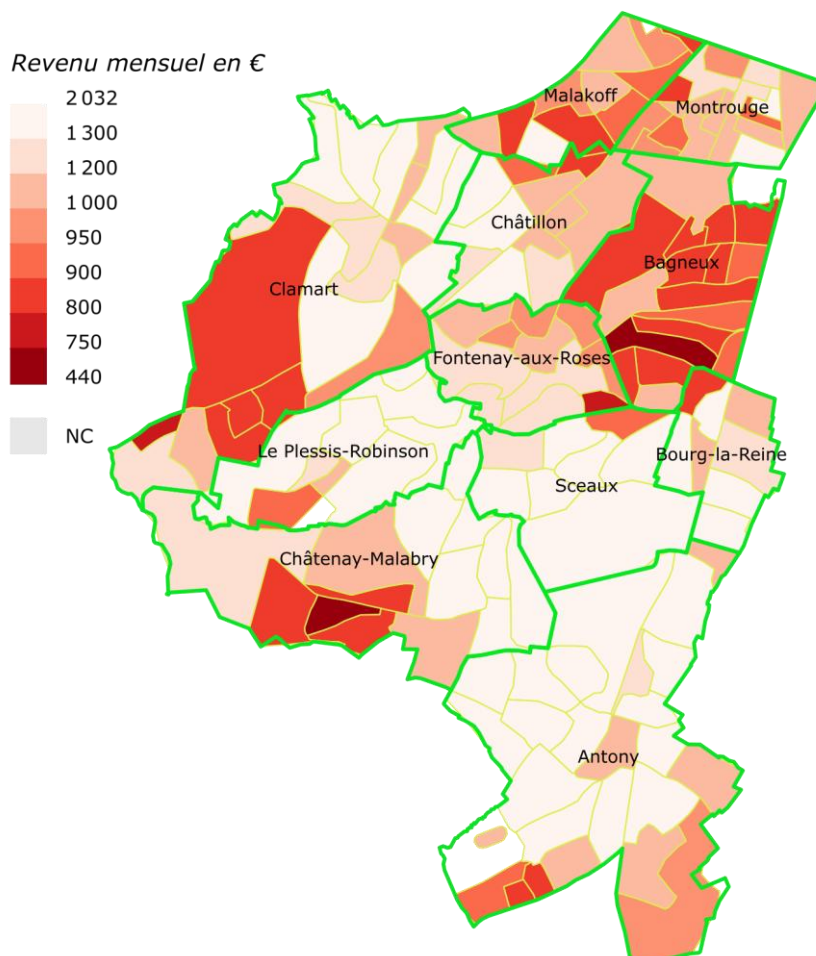 Revenu mensuel en €
2 032
1 300
1 200
1 000
950
900
800
750
440
NC
Malakoff
Montrouge
Châtillon
Bagneux
Clamart
Fontenay-aux-Roses
Le Plessis-Robinson
Bourg-la-Reine
Sceaux
Châtenay-Malabry
Antony